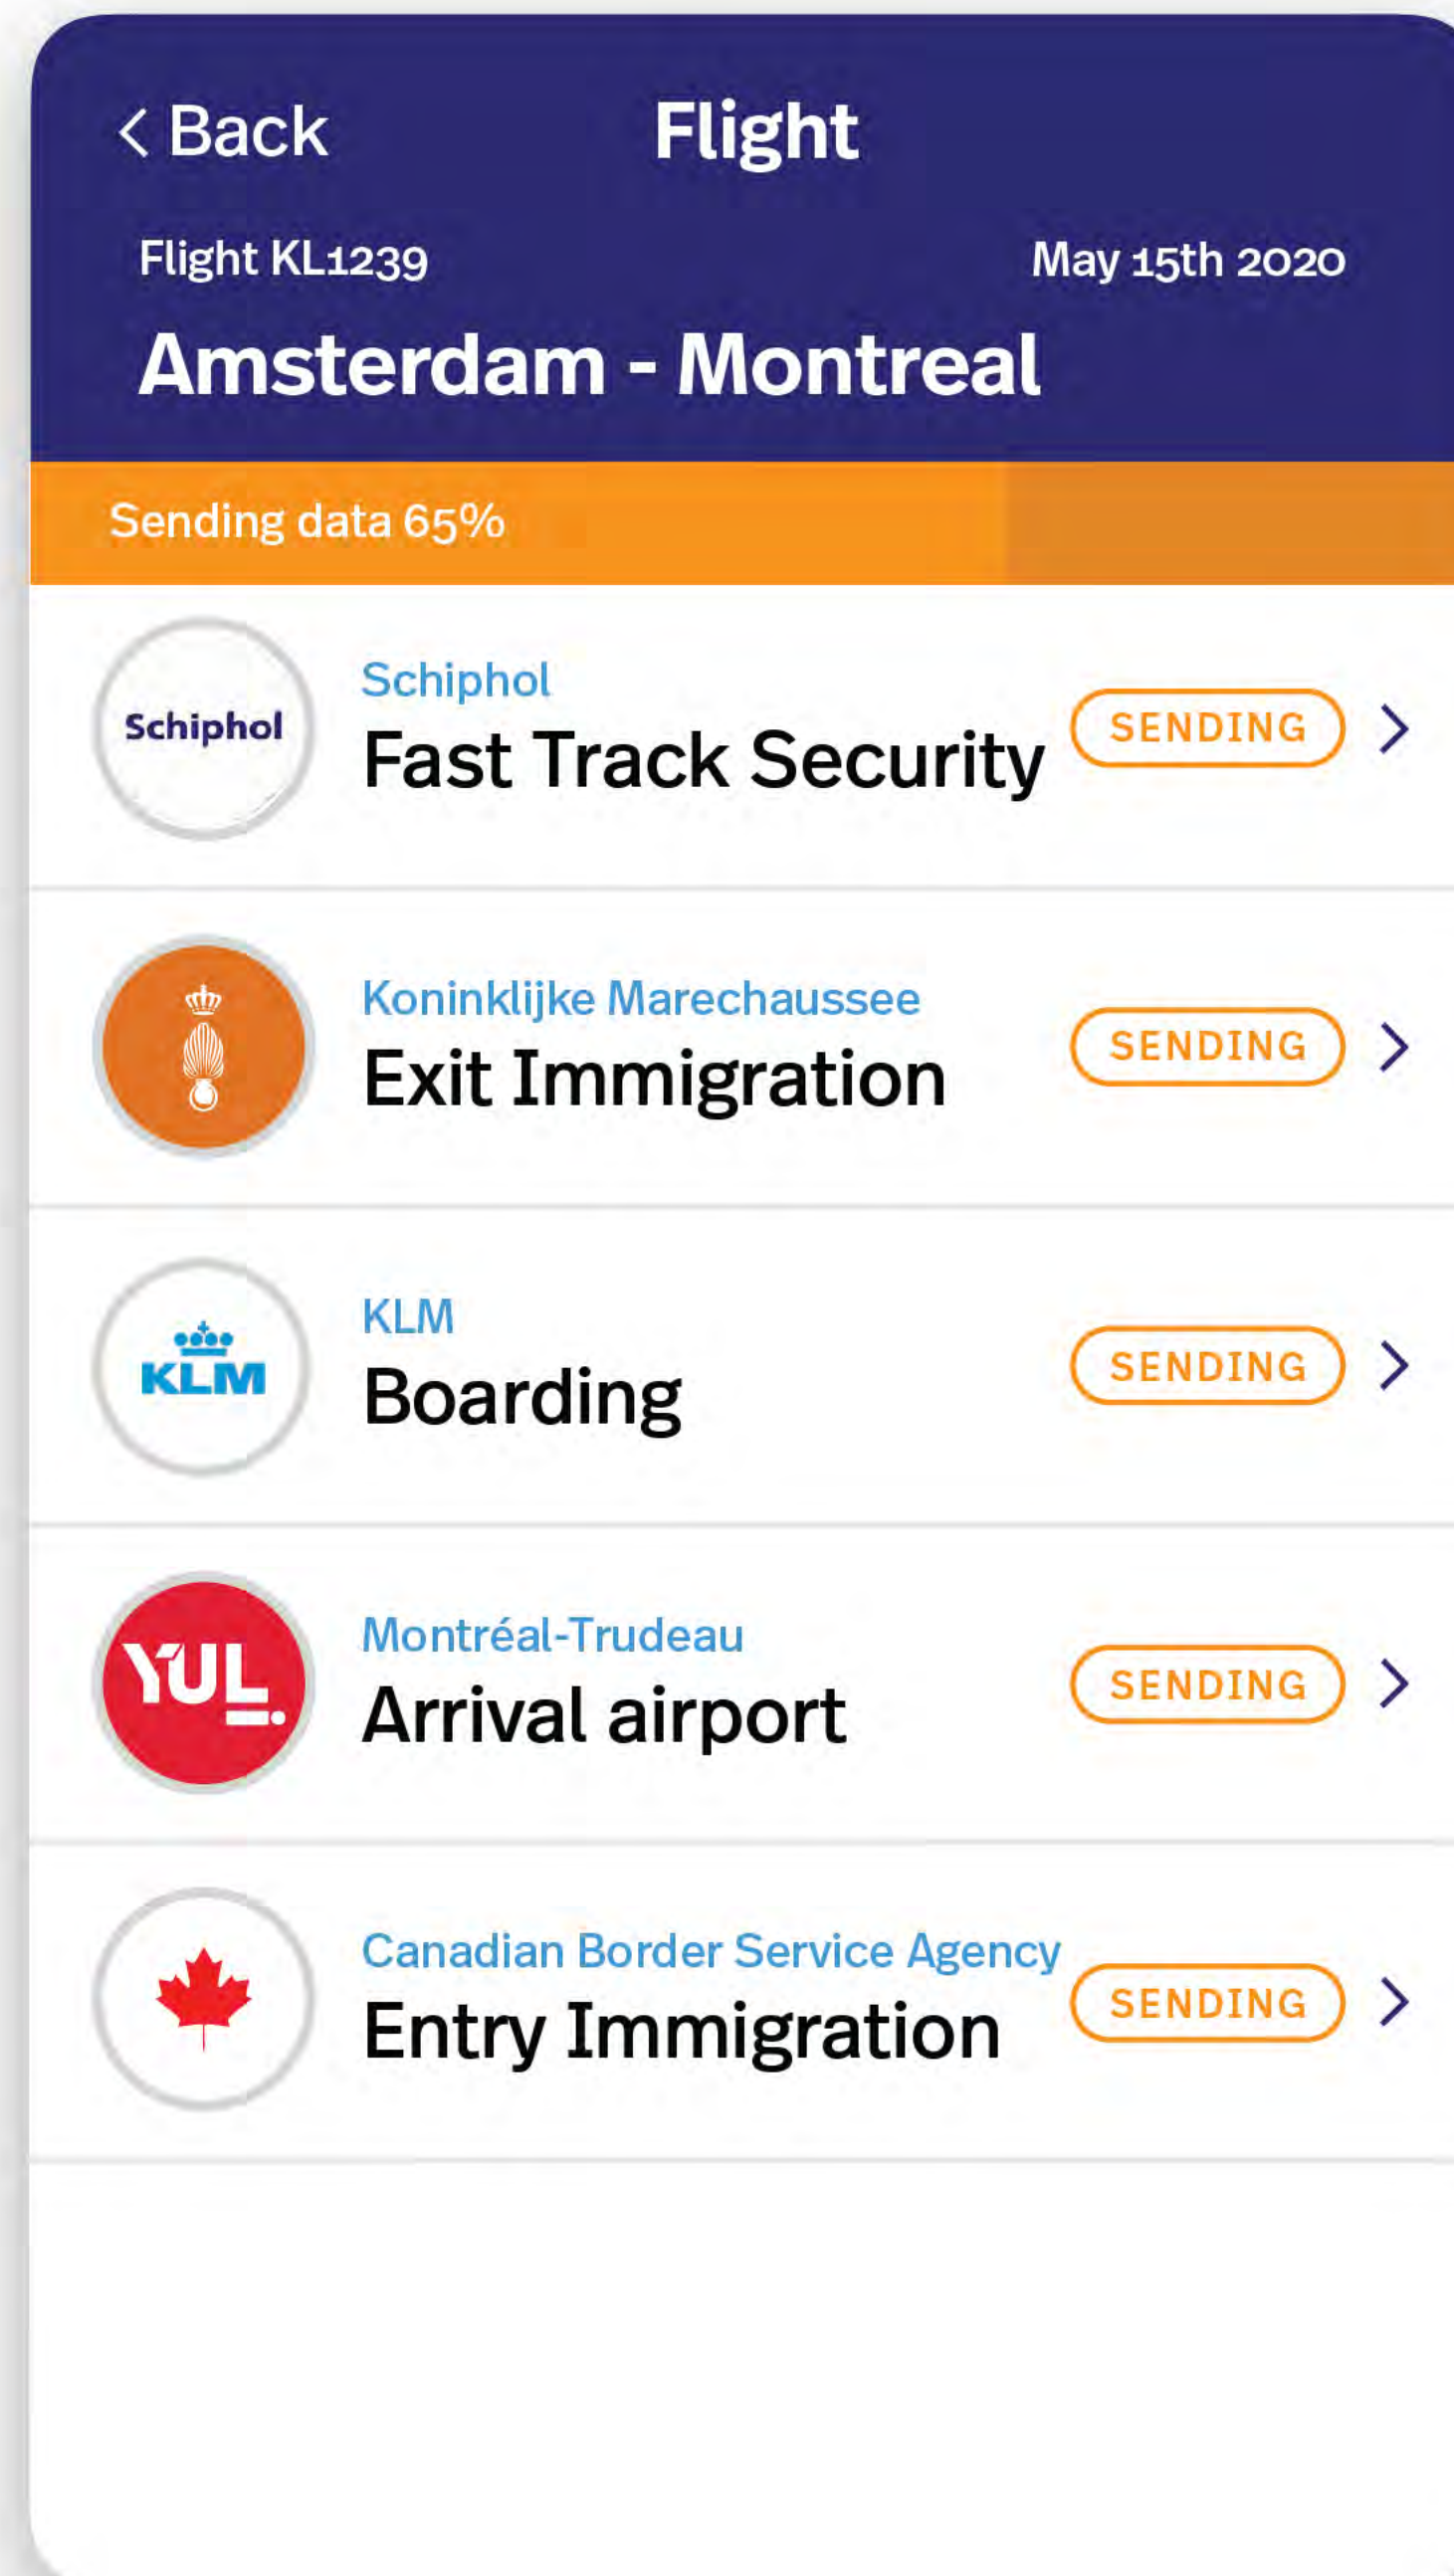 < Back
Flight
Flight KL1239
May 15th 2020
Amsterdam - Montreal
Sending data 65%
Schiphol
Schiphol
Fast Track Security
SENDING
Koninklijke Marechaussee
Exit Immigration
SENDING
KLM
KLM
Boarding
SENDING
YUL
Montréal-Trudeau
Arrival airport
SENDING
Canadian Border Service Agency
Entry Immigration
SENDING